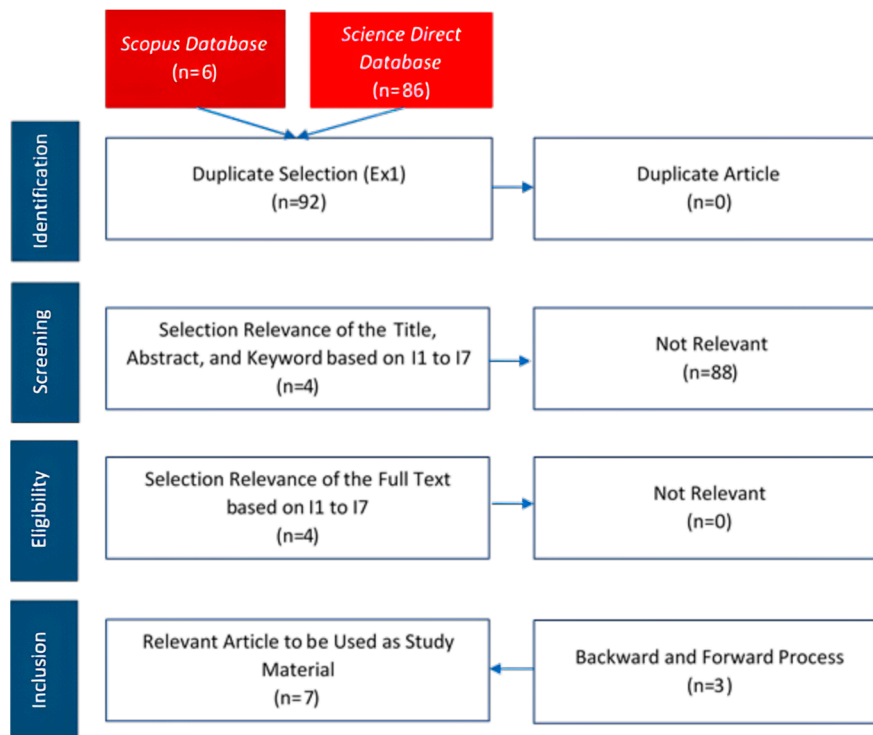 Scopus Database
(n=6)
Science Direct
Database
(n=86)
Identification
Duplicate Selection (Ex1)
(n=92)
Duplicate Article
(n=0)
Screening
Selection Relevance of the Title,
Abstract, and Keyword based on I1 to I7
(n=4)
Not Relevant
(n=88)
Eligibility
Selection Relevance of the Full Text
based on I1 to I7
(n=4)
Not Relevant
(n=0)
Inclusion
Relevant Article to be Used as Study
Material
(n=7)
Backward and Forward Process
(n=3)